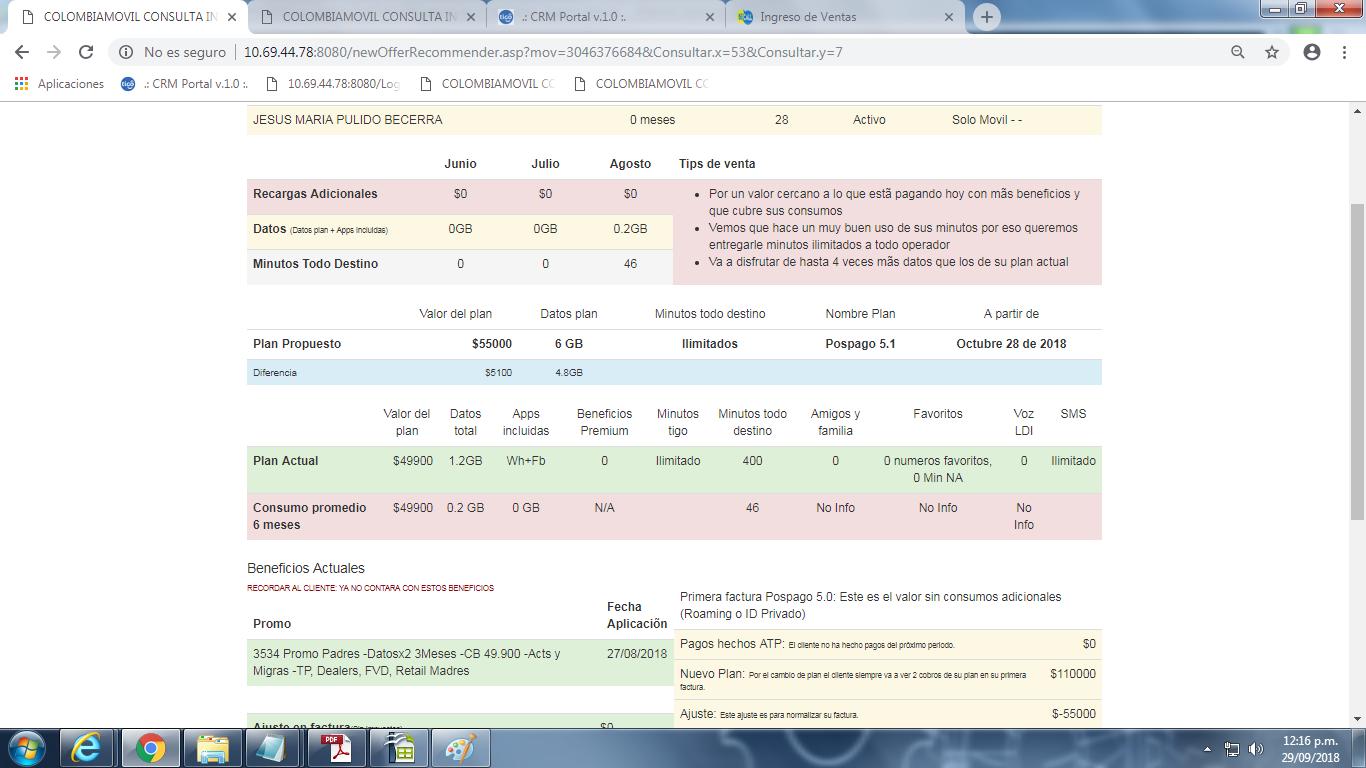 COLOMBIAMOVIL CONSULTA IN
COLOMBIAMOVIL CONSULTA IN
.: CRM Portal v.1.0 :.
Ingreso de Ventas
No es seguro
10.69.44.78:8080/newOfferRecommender.asp?mov=3046376684&Consultar.x=53&Consultar.y=7
Aplicaciones
.: CRM Portal v.1.0 :.
10.69.44.78:8080/Log
COLOMBIAMOVIL CC
COLOMBIAMOVIL CC
JESUS MARIA PULIDO BECERRA 0 meses 28 Activo Solo Movil - -
Junio Julio Agosto Tips de venta
Recargas Adicionales $0 $0 $0
Datos (Datos plan + Apps Incluidas) 0GB 0GB 0.2GB
Minutos Todo Destino 0 0 46
Por un valor cercano a lo que estã pagando hoy con mãs beneficios y
que cubre sus consumos
Vemos que hace un muy buen uso de sus minutos por eso queremos
entregarle minutos ilimitados a todo operador
Va a disfrutar de hasta 4 veces mãs datos que los de su plan actual
Valor del plan Datos plan Minutos todo destino Nombre Plan A partir de
Plan Propuesto $55000 6 GB Ilimitados Pospago 5.1 Octubre 28 de 2018
Diferencia $5100 4.8GB
Valor del plan Datos total Apps incluidas Beneficios Premium Minutos tigo Minutos todo destino Amigos y familia Favoritos Voz LDI SMS
Plan Actual $49900 1.2GB Wh+Fb 0 Ilimitado 400 0 0 numeros favoritos, 0 Min NA 0 Ilimitado
Consumo promedio 6 meses $49900 0.2 GB 0 GB N/A 46 No Info No Info No Info
Beneficios Actuales
RECORDAR AL CLIENTE: YA NO CONTARA CON ESTOS BENEFICIOS
Promo Fecha Aplicaciõn
3534 Promo Padres -Datosx2 3Meses -CB 49.900 -Acts y 27/08/2018
Migras -TP, Dealers, FVD, Retail Madres
Ajuste en factura $0
Primera factura Pospago 5.0: Este es el valor sin consumos adicionales
(Roaming o ID Privado)
Pagos hechos ATP: El cliente no ha hecho pagos del próximo periodo. $0
Nuevo Plan: Por el cambio de plan el cliente siempre va a ver 2 cobros de su plan en su primera $110000
factura.
Ajuste: Este ajuste es para normalizar su factura. $-55000
tigo
PDF
12:16 p.m.
29/09/2018